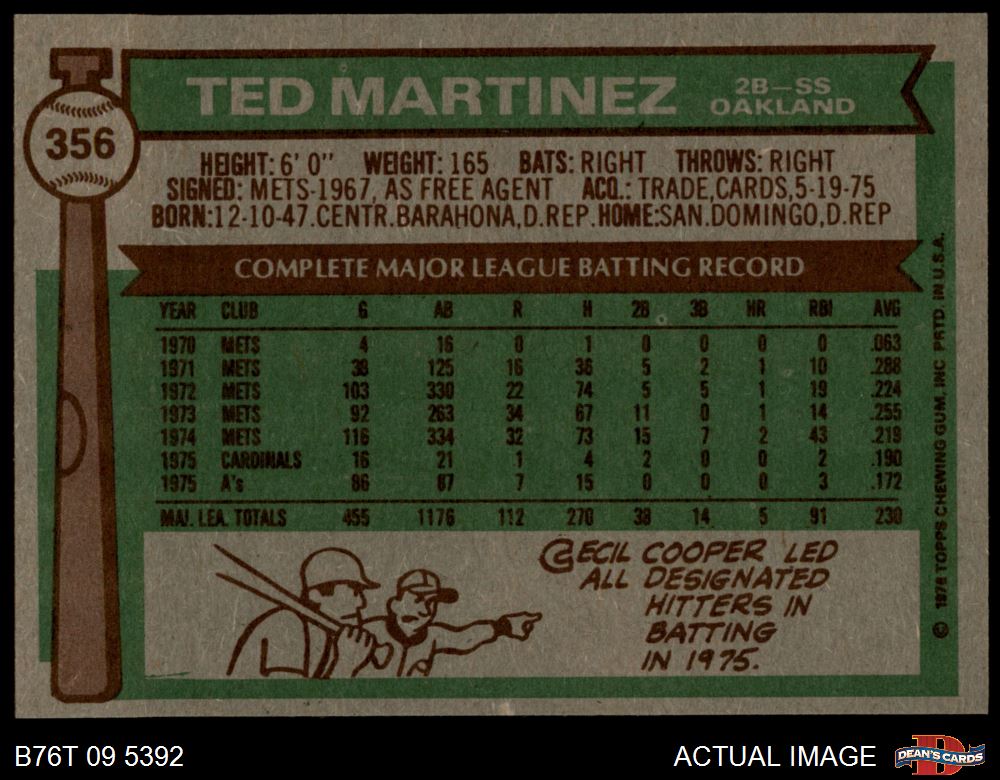 356
TED MARTINEZ
2B—SS
OAKLAND
HEIGHT: 6' 0" WEIGHT: 165 BATS: RIGHT THROWS: RIGHT
SIGNED: METS-1967, AS FREE AGENT ACQ.: TRADE,CARDS,5-19-75
BORN:12-10-47.CENTR.BARAHONA,D.REP.HOME:SAN.DOMINGO,D.REP
COMPLETE MAJOR LEAGUE BATTING RECORD
YEAR CLUB G AB R H 2B 3B HR RBI AVG
1970 METS 4 16 0 1 0 0 0 0 .063
1971 METS 38 125 16 36 5 2 1 10 .288
1972 METS 103 330 22 74 5 5 1 19 .224
1973 METS 92 263 34 67 11 0 1 14 .255
1974 METS 116 334 32 73 15 7 2 43 .219
1975 CARDINALS 16 21 1 4 2 0 0 2 .190
1975 A's 86 87 7 15 0 0 0 3 .172
MAJ. LEA. TOTALS 455 1176 112 270 38 14 5 91 230
CECIL COOPER LED
ALL DESIGNATED
HITTERS IN
BATTING
IN 1975.
© 1976 TOPPS CHEWING GUM, INC PRTD. IN U.S.A.
B76T 09 5392
ACTUAL IMAGE
D
DEAN'S CARDS